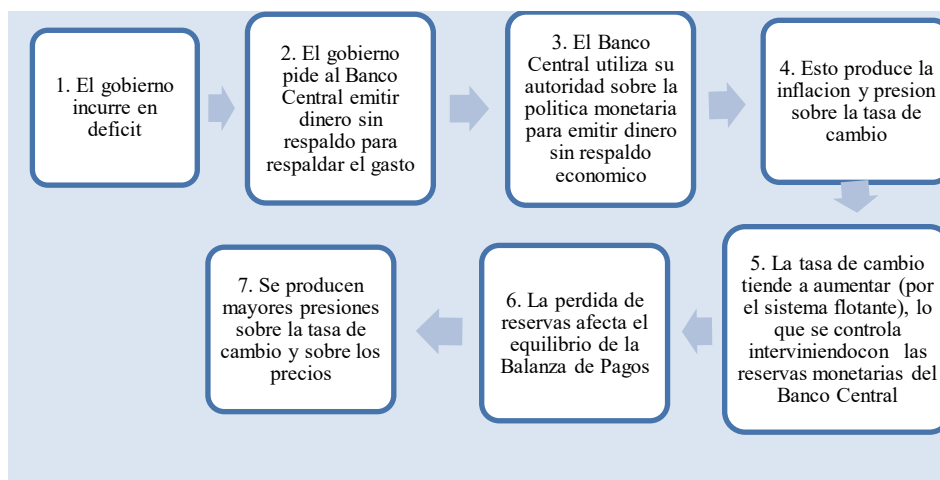 1. El gobierno
incurre en
deficit
2. El gobierno
pide al Banco
Central emitir
dinero sin
respaldo para
respaldar el gasto
3. El Banco
Central utiliza su
autoridad sobre la
politica monetaria
para emitir dinero
sin respaldo
economico
4. Esto produce la
inflacion y presion
sobre la tasa de
cambio
5. La tasa de cambio
tiende a aumentar (por
el sistema flotante), lo
que se controla
interviniendocon las
reservas monetarias del
Banco Central
6. La perdida de
reservas afecta el
equilibrio de la
Balanza de Pagos
7. Se producen
mayores presiones
sobre la tasa de
cambio y sobre los
precios